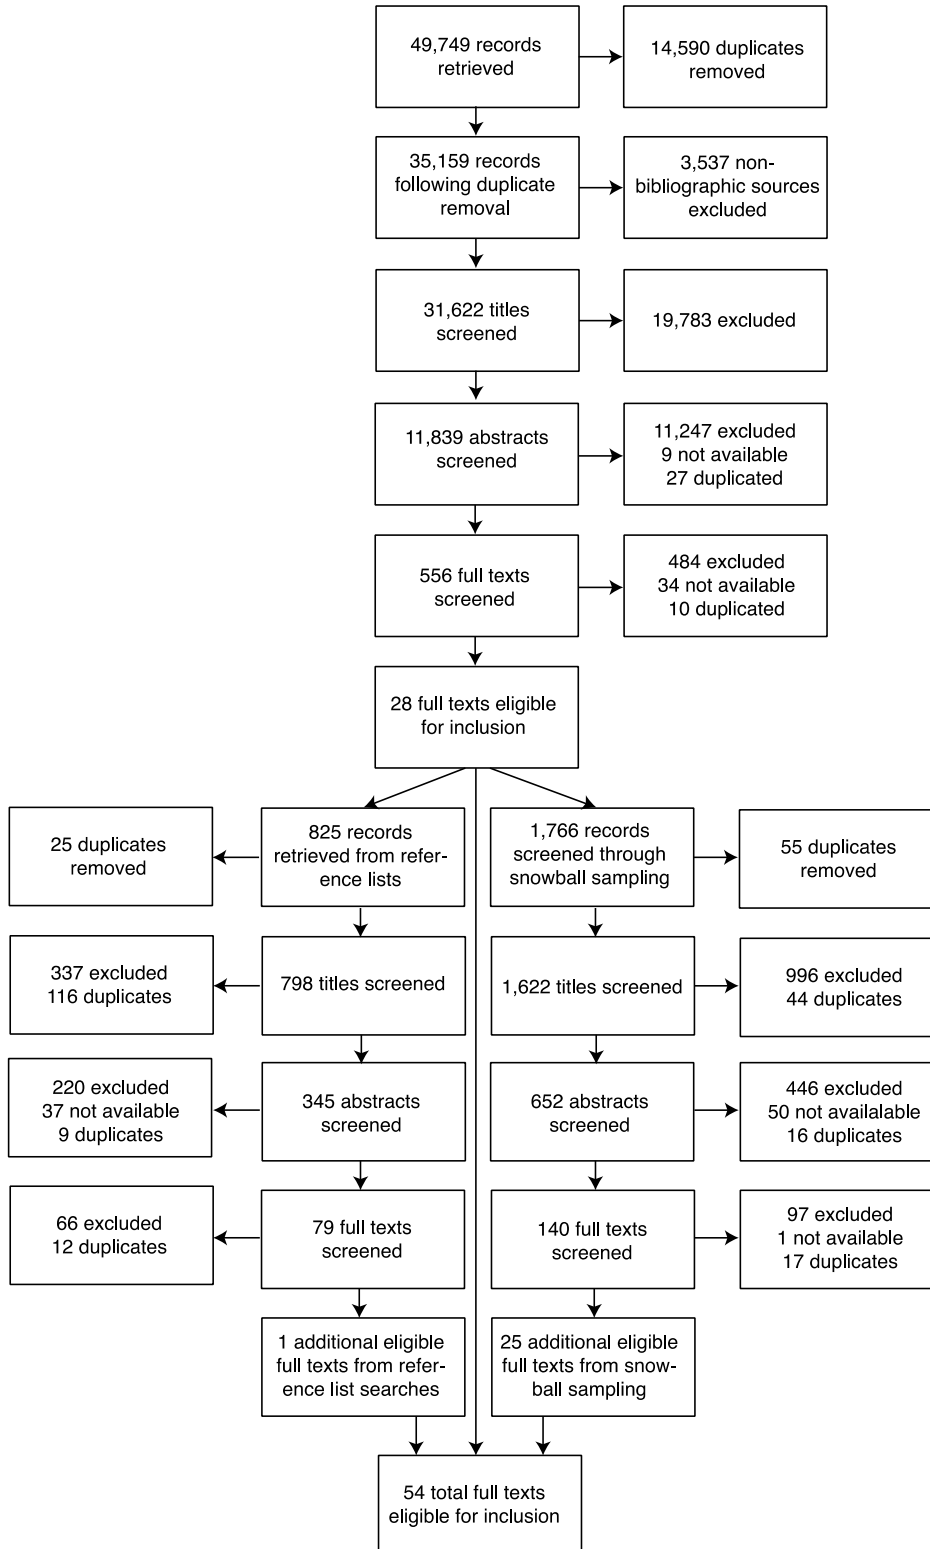 49,749 records
retrieved
14,590 duplicates
removed
35,159 records
following duplicate
removal
3,537 non-
bibliographic sources
excluded
31,622 titles
screened
19,783 excluded
11,839 abstracts
screened
11,247 excluded
9 not available
27 duplicated
556 full texts
screened
484 excluded
34 not available
10 duplicated
28 full texts eligible
for inclusion
25 duplicates
removed
825 records
retrieved from refer-
ence lists
1,766 records
screened through
snowball sampling
55 duplicates
removed
337 excluded
116 duplicates
798 titles screened
1,622 titles screened
996 excluded
44 duplicates
220 excluded
37 not available
9 duplicates
345 abstracts
screened
652 abstracts
screened
446 excluded
50 not availalable
16 duplicates
66 excluded
12 duplicates
79 full texts
screened
140 full texts
screened
97 excluded
1 not available
17 duplicates
1 additional eligible
full texts from refer-
ence list searches
25 additional eligible
full texts from snow-
ball sampling
54 total full texts
eligible for inclusion